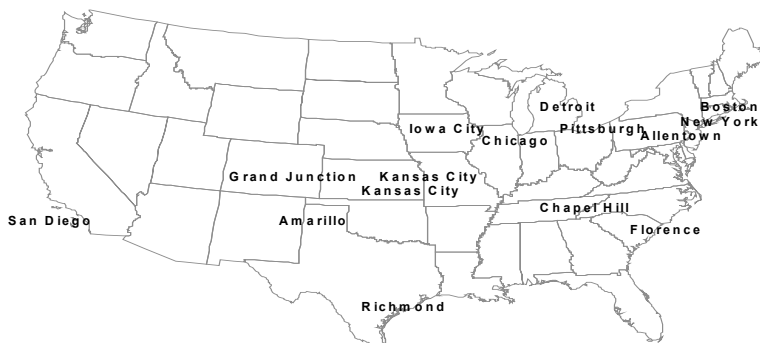 Detroit
Boston
New York
Iowa City
Pittsburgh
Allentown
Chicago
Grand Junction
Kansas City
Kansas City
Chapel Hill
San Diego
Amarillo
Florence
Richmond